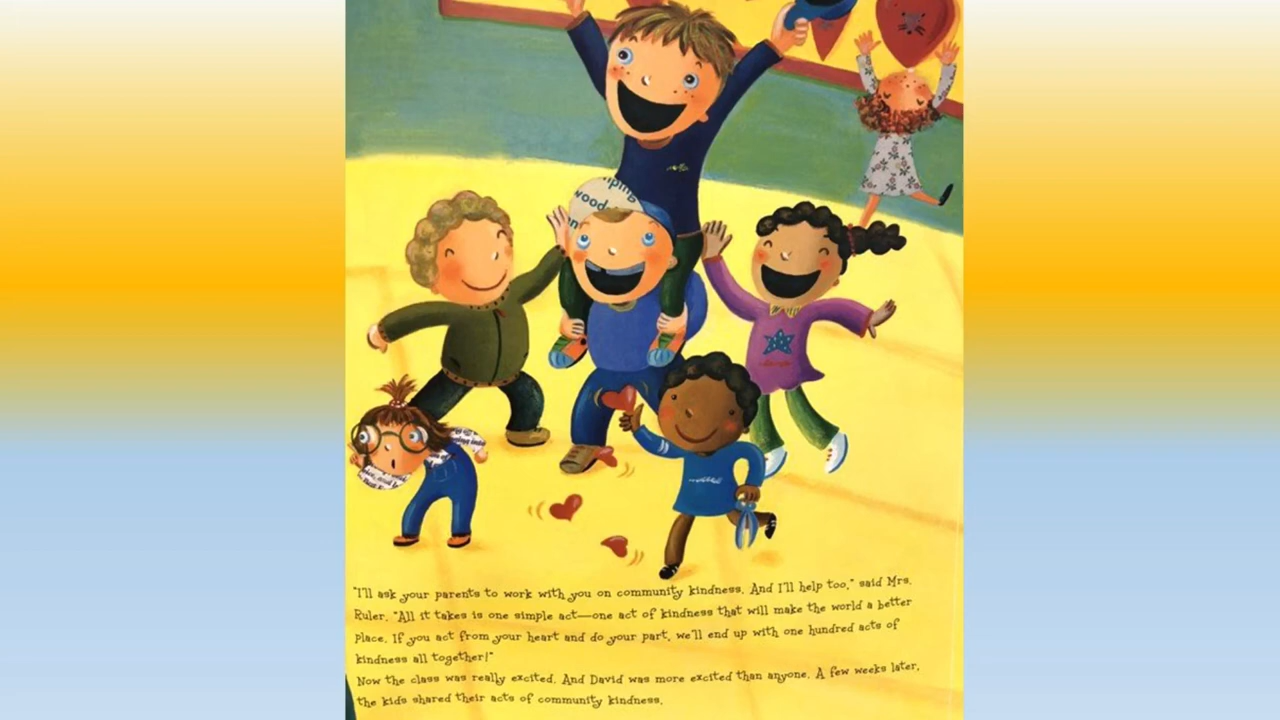 iping
wood-
an
"I'll ask your parents to work with you on community kindness. And I'll help too," said Mrs.
Ruler. "All it takes is one simple act—one act of kindness that will make the world a better
place. If you act from your heart and do your part, we'll end up with one hundred acts of
kindness all together!"
Now the class was really excited. And David was more excited than anyone. A few weeks later,
the kids shared their acts of community kindness.